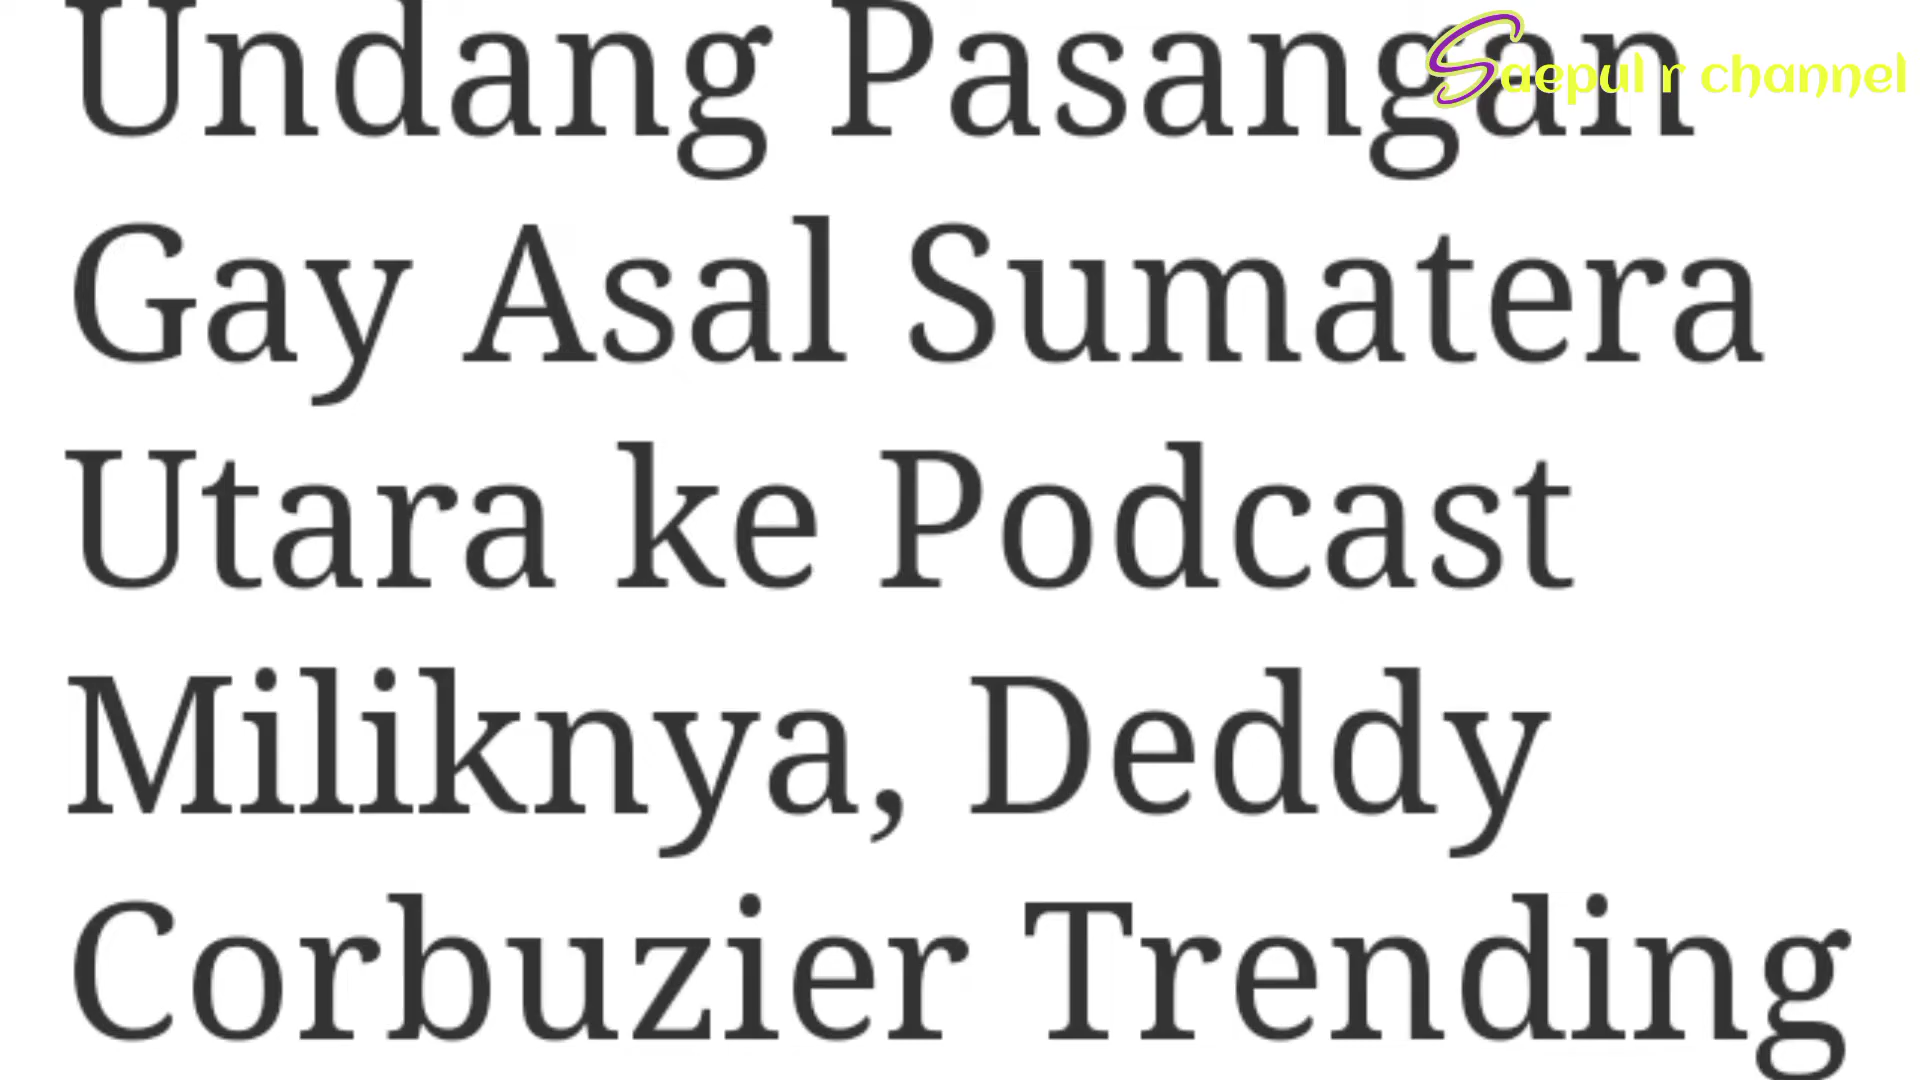 Undang Pasangan
Saepul r channel
Gay Asal Sumatera
Utara ke Podcast
Miliknya, Deddy
Corbuzier Trending